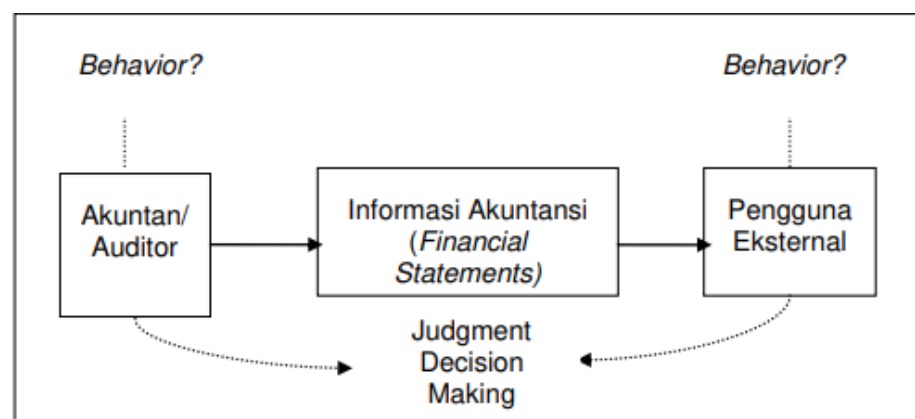 Behavior?
Behavior?
Akuntan/
Auditor
Informasi Akuntansi
(Financial
Statements)
Pengguna
Eksternal
Judgment
Decision
Making